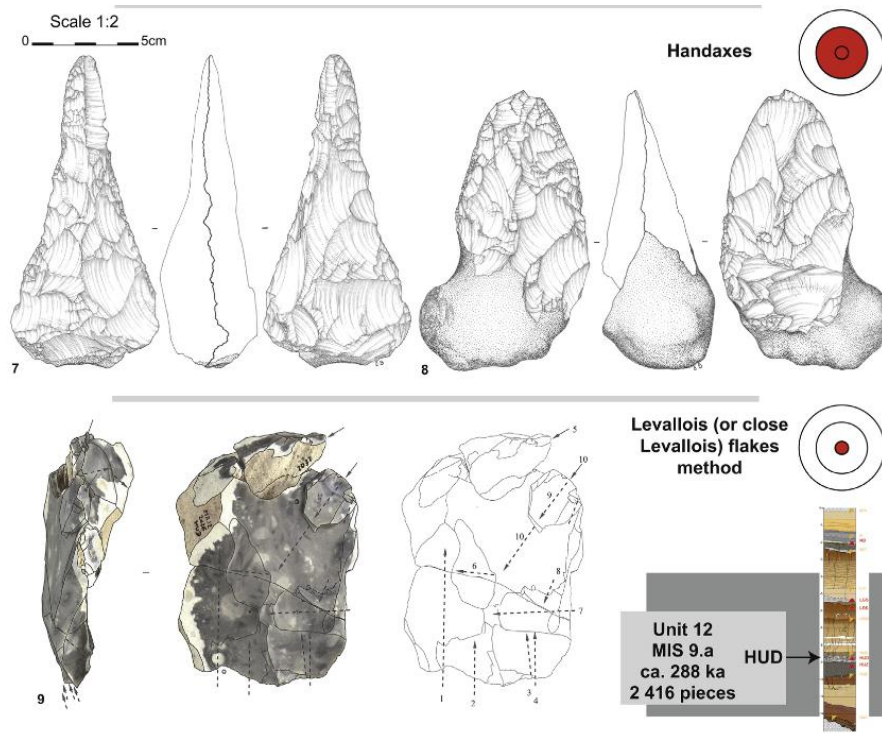 Scale 1:2
0 5cm
Handaxes
7
8
Levallois (or close
Levallois) flakes
method
5
10
9
10
8
6
7
1
2
3
4
9
Unit 12
MIS 9.a
ca. 288 ka
2 416 pieces
HUD